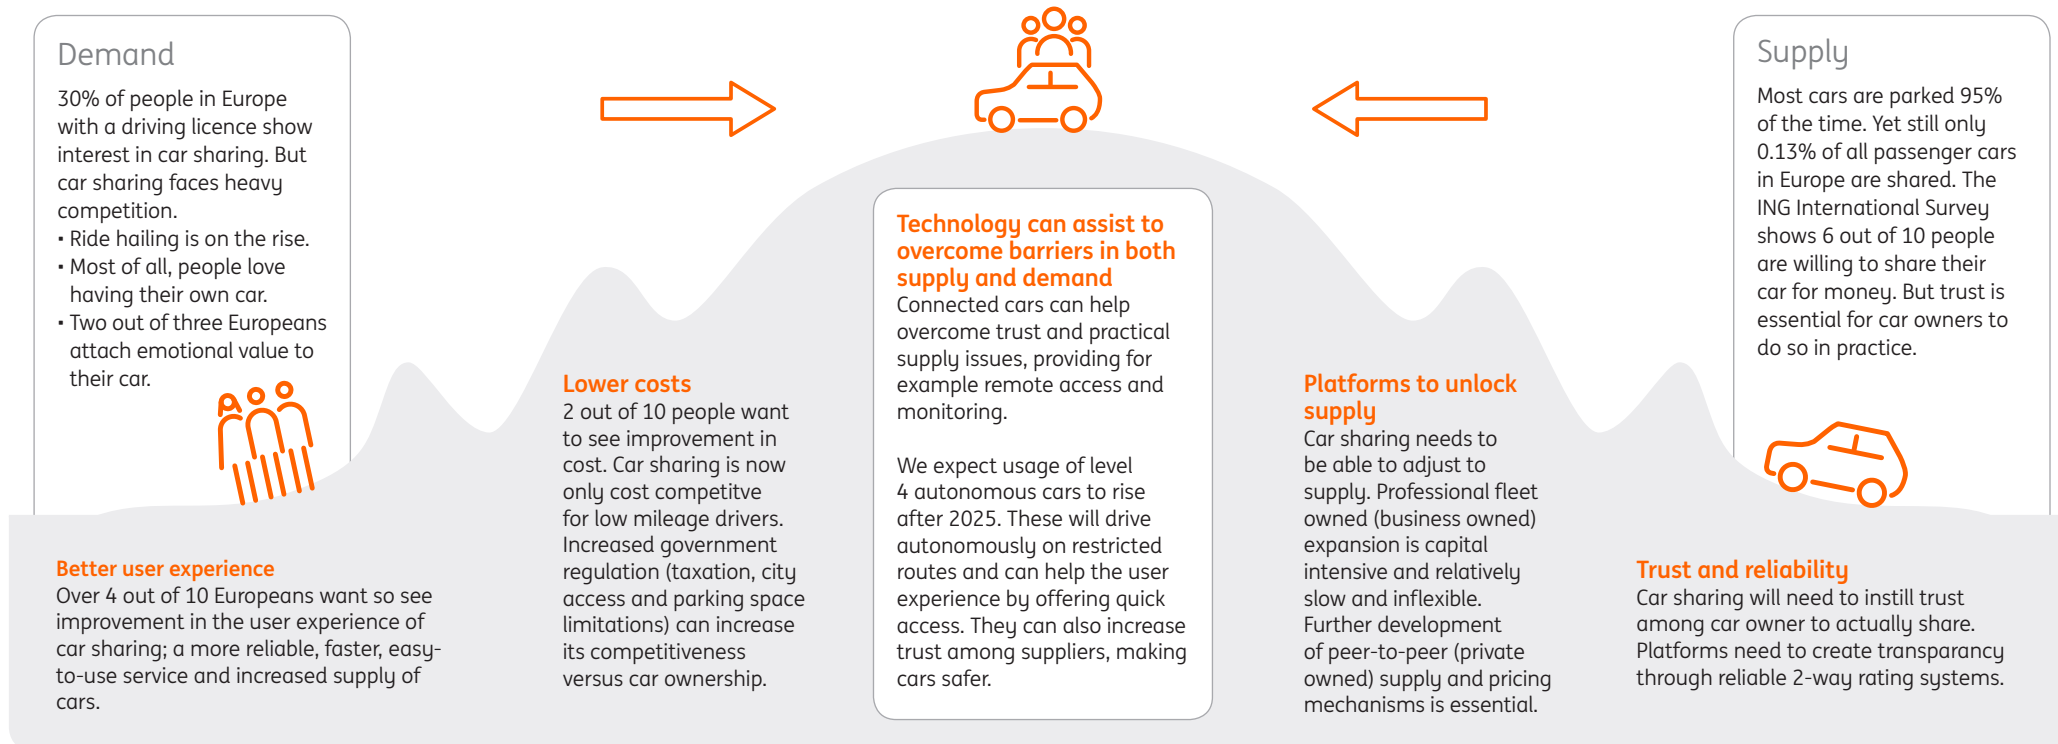 Demand
30% of people in Europe
with a driving licence show
interest in car sharing. But
car sharing faces heavy
competition.
• Ride hailing is on the rise.
• Most of all, people love
having their own car.
• Two out of three Europeans
attach emotional value to
their car.
Better user experience
Over 4 out of 10 Europeans want so see
improvement in the user experience of
car sharing; a more reliable, faster, easy-
to-use service and increased supply of
cars.
Lower costs
2 out of 10 people want
to see improvement in
cost. Car sharing is now
only cost competitve
for low mileage drivers.
Increased government
regulation (taxation, city
access and parking space
limitations) can increase
its competitiveness
versus car ownership.
Technology can assist to
overcome barriers in both
supply and demand
Connected cars can help
overcome trust and practical
supply issues, providing for
example remote access and
monitoring.
We expect usage of level
4 autonomous cars to rise
after 2025. These will drive
autonomously on restricted
routes and can help the user
experience by offering quick
access. They can also increase
trust among suppliers, making
cars safer.
Platforms to unlock
supply
Car sharing needs to
be able to adjust to
supply. Professional fleet
owned (business owned)
expansion is capital
intensive and relatively
slow and inflexible.
Further development
of peer-to-peer (private
owned) supply and pricing
mechanisms is essential.
Supply
Most cars are parked 95%
of the time. Yet still only
0.13% of all passenger cars
in Europe are shared. The
ING International Survey
shows 6 out of 10 people
are willing to share their
car for money. But trust is
essential for car owners to
do so in practice.
Trust and reliability
Car sharing will need to instill trust
among car owner to actually share.
Platforms need to create transparency
through reliable 2-way rating systems.